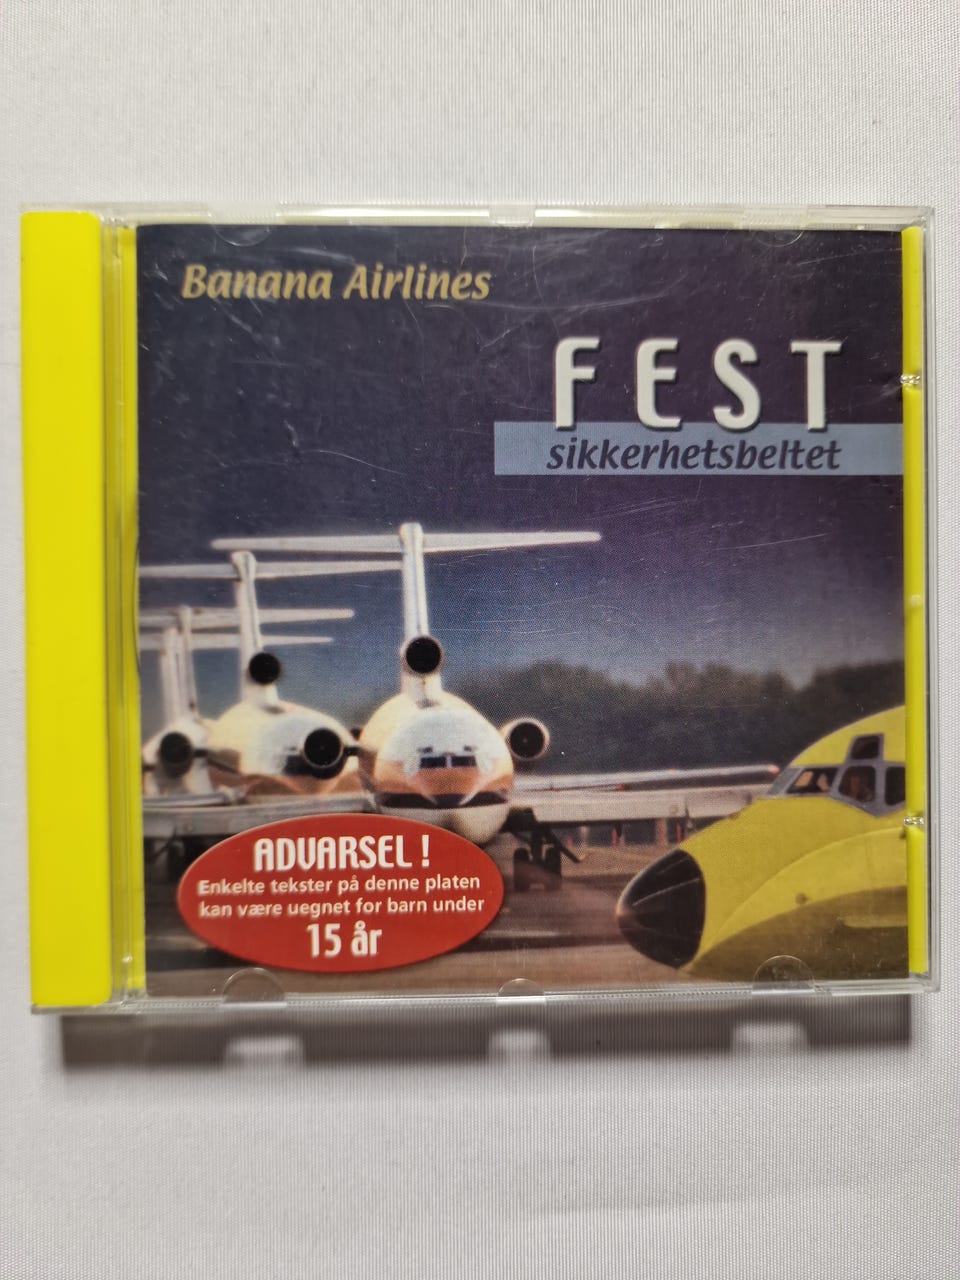 Banana Airlines
FEST
sikkerhetsbeltet
ADVARSEL !
Enkelte tekster på denne platen
kan være uegnet for barn under
15 år